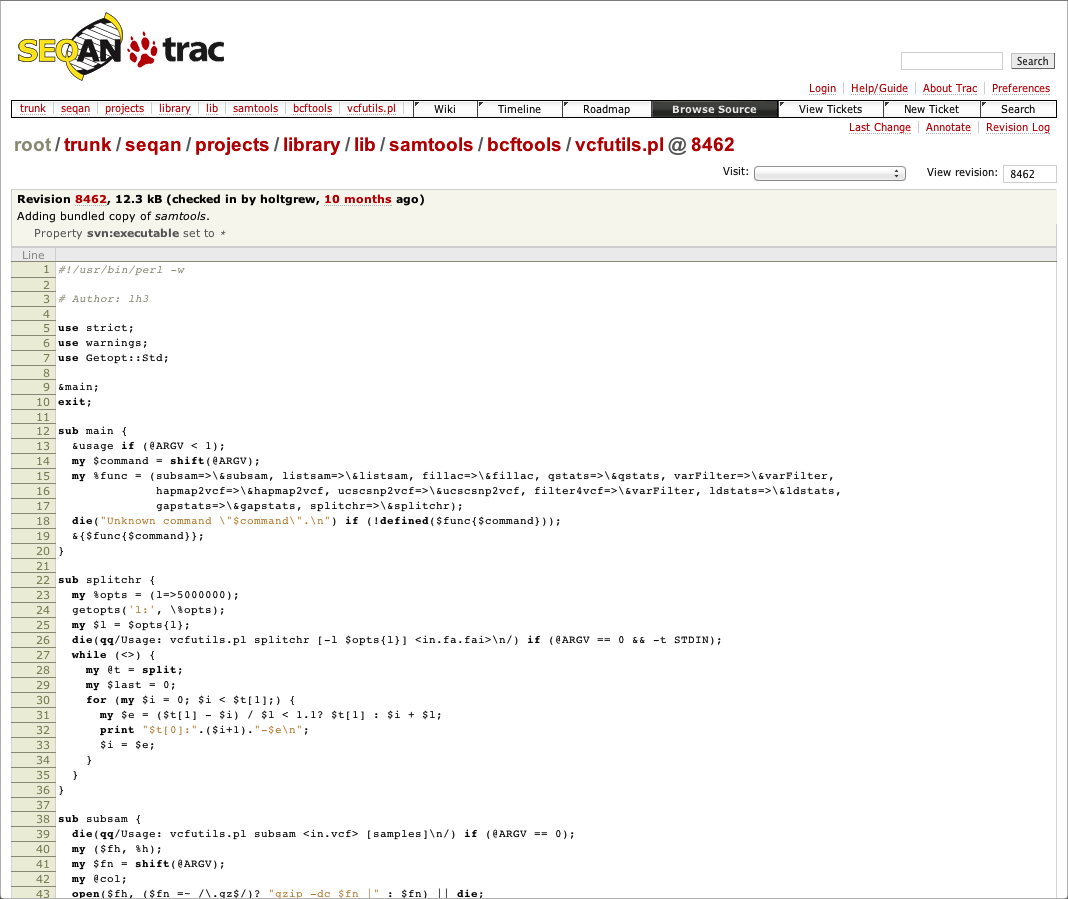 SEQAN trac
Search
Login Help/Guide About Trac Preferences
trunk seqan projects library lib samtools bcftools vcfutils.pl Wiki Timeline Roadmap Browse Source View Tickets New Ticket Search
Last Change Annotate Revision Log
root / trunk / seqan / projects / library / lib / samtools / bcftools / vcfutils.pl @ 8462
Visit: View revision: 8462
Revision 8462, 12.3 kB (checked in by holtgrew, 10 months ago)
Adding bundled copy of samtools.
Property svn:executable set to *
Line
1 #!/usr/bin/perl -w
2
3 # Author: lh3
4
5 use strict;
6 use warnings;
7 use Getopt::Std;
8
9 &main;
10 exit;
11
12 sub main {
13 &usage if (@ARGV < 1);
14 my $command = shift(@ARGV);
15 my %func = (subsam=>\&subsam, listsam=>\&listsam, fillac=>\&fillac, qstats=>\&qstats, varFilter=>\&varFilter,
16 hapmap2vcf=>\&hapmap2vcf, ucscsnp2vcf=>\&ucscsnp2vcf, filter4vcf=>\&varFilter, ldstats=>\&ldstats,
17 gapstats=>\&gapstats, splitchr=>\&splitchr);
18 die("Unknown command \"$command\".\n") if (!defined($func{$command}));
19 &{$func{$command}};
20 }
21
22 sub splitchr {
23 my %opts = (l=>5000000);
24 getopts('l:', \%opts);
25 my $l = $opts{l};
26 die(qq/Usage: vcfutils.pl splitchr [-l $opts{l}] <in.fa.fai>\n/) if (@ARGV == 0 && -t STDIN);
27 while (<>) {
28 my @t = split;
29 my $last = 0;
30 for (my $i = 0; $i < $t[1];) {
31 my $e = ($t[1] - $i) / $l < 1.1? $t[1] : $i + $l;
32 print "$t[0]:".($i+1)."-$e\n";
33 $i = $e;
34 }
35 }
36 }
37
38 sub subsam {
39 die(qq/Usage: vcfutils.pl subsam <in.vcf> [samples]\n/) if (@ARGV == 0);
40 my ($fh, %h);
41 my $fn = shift(@ARGV);
42 my @col;
43 open($fh, ($fn =~ /\.gz$/)? "gzip -dc $fn |" : $fn) || die;